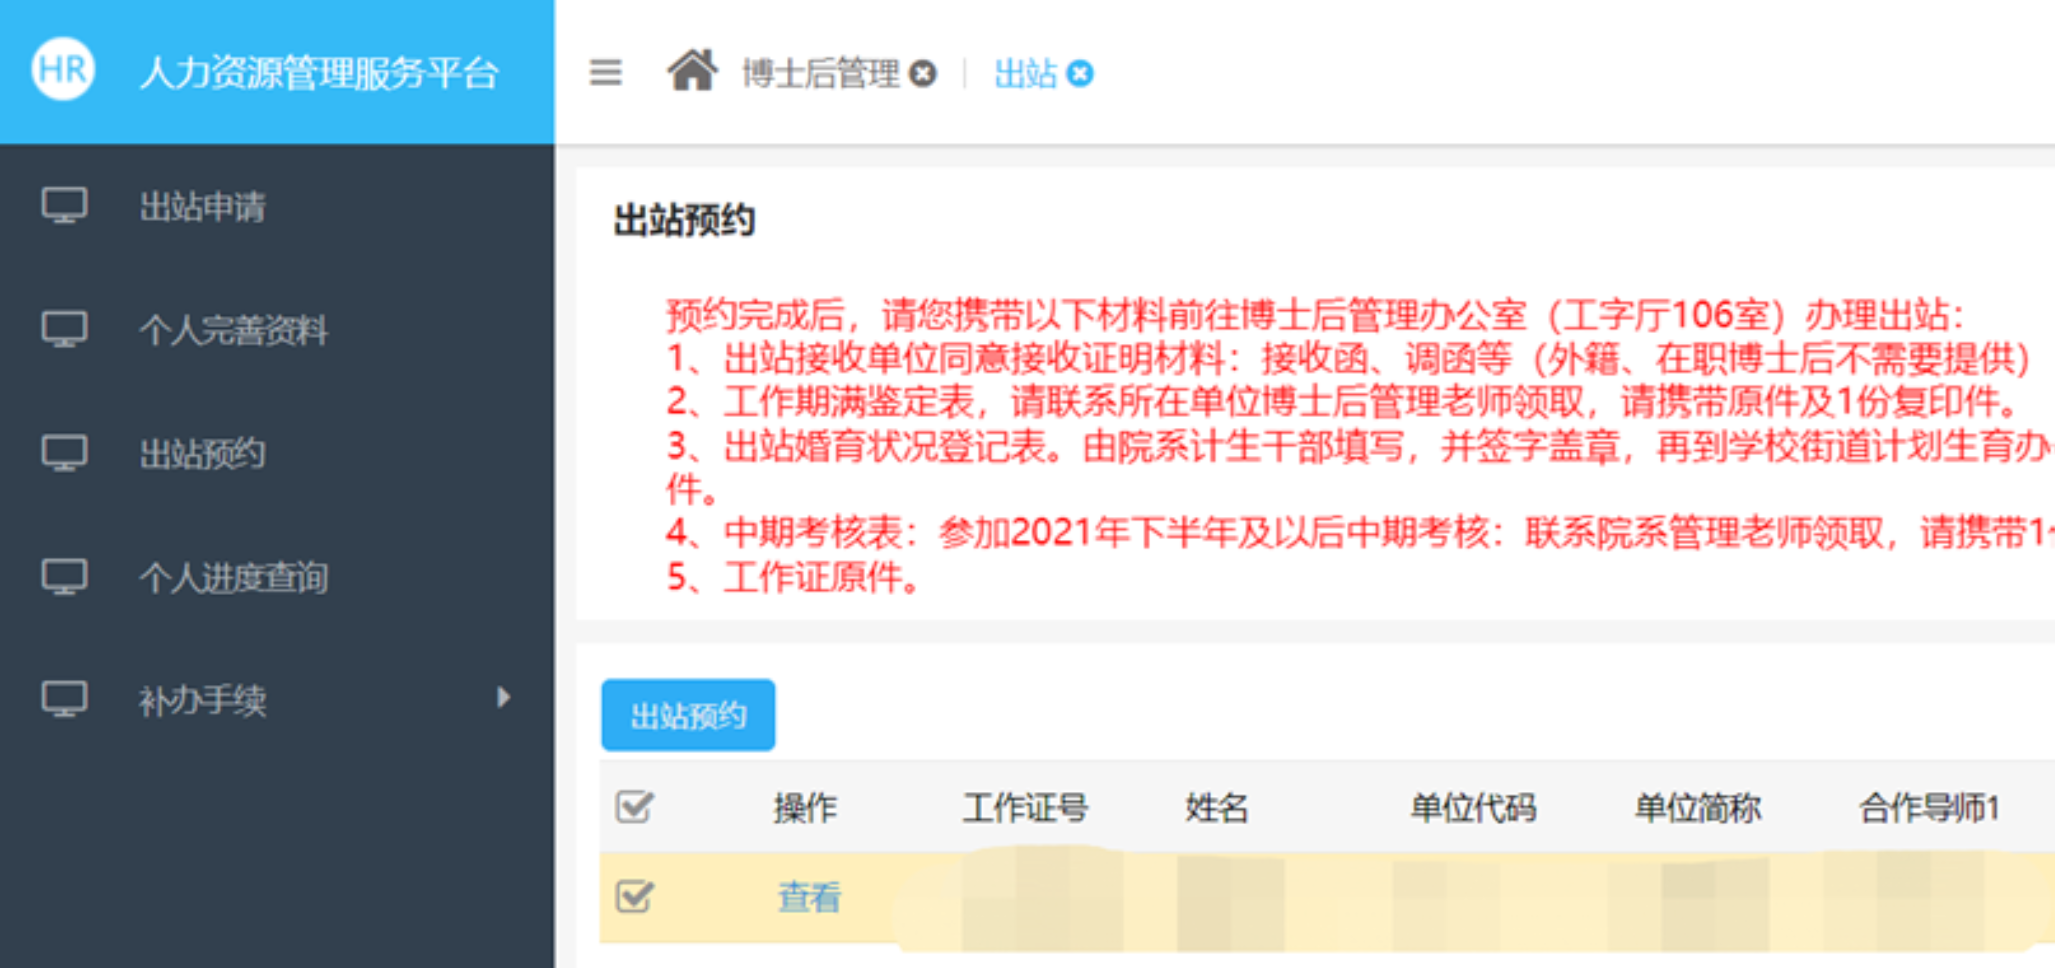 HR 人力资源管理服务平台
博士后管理 出站
出站申请
个人完善资料
出站预约
个人进度查询
补办手续
出站预约
预约完成后，请您携带以下材料前往博士后管理办公室（工字厅106室）办理出站：
1、出站接收单位同意接收证明材料：接收函、调函等（外籍、在职博士后不需要提供）
2、工作期满鉴定表，请联系所在单位博士后管理老师领取，请携带原件及1份复印件。
3、出站婚育状况登记表。由院系计生干部填写，并签字盖章，再到学校街道计划生育办
件。
4、中期考核表：参加2021年下半年及以后中期考核：联系院系管理老师领取，请携带1
5、工作证原件。
出站预约
操作 工作证号 姓名 单位代码 单位简称 合作导师1
查看